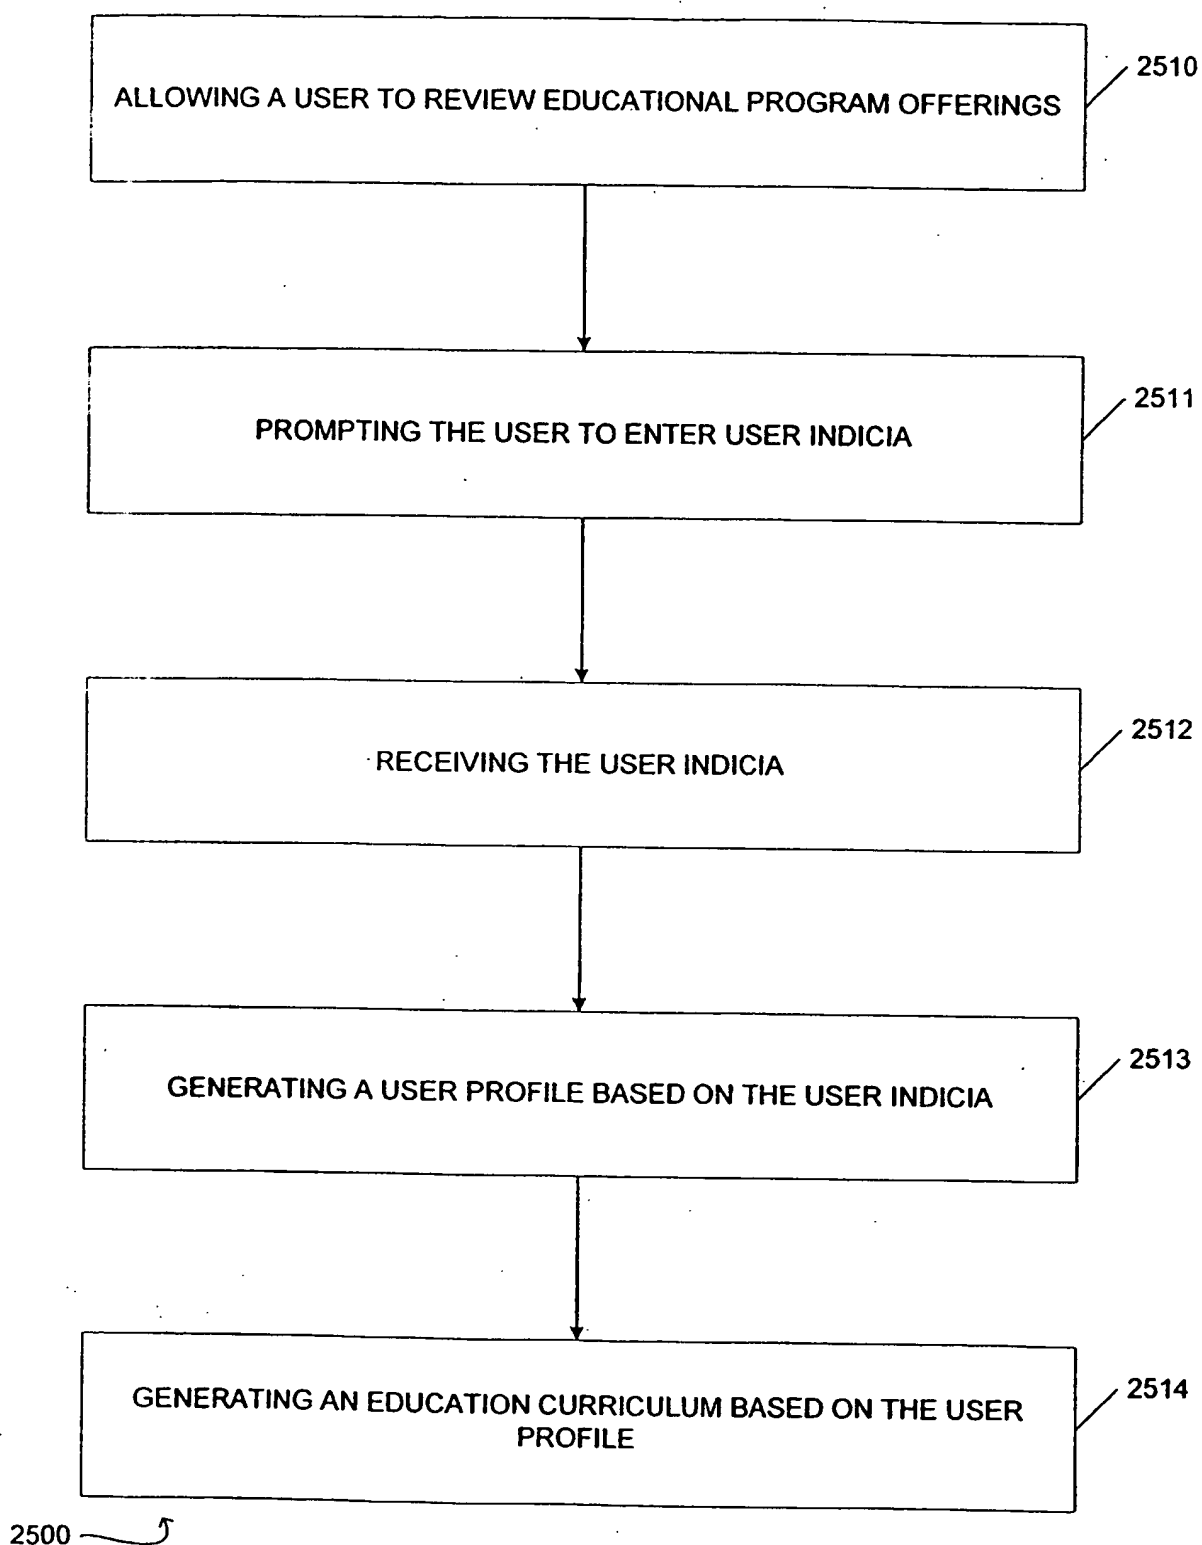 ALLOWING A USER TO REVIEW EDUCATIONAL PROGRAM OFFERINGS
2510
PROMPTING THE USER TO ENTER USER INDICIA
2511
RECEIVING THE USER INDICIA
2512
GENERATING A USER PROFILE BASED ON THE USER INDICIA
2513
GENERATING AN EDUCATION CURRICULUM BASED ON THE USER
PROFILE
2514
2500